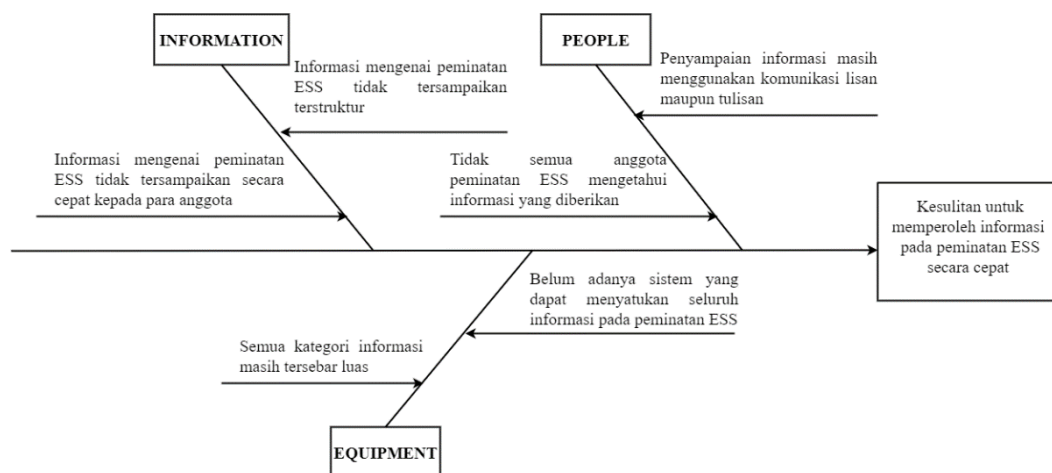 INFORMATION
Informasi mengenai peminatan
ESS tidak tersampaikan
terstruktur
Informasi mengenai peminatan
ESS tidak tersampaikan secara
cepat kepada para anggota
PEOPLE
Penyampaian informasi masih
menggunakan komunikasi lisan
maupun tulisan
Tidak semua anggota
peminatan ESS mengetahui
informasi yang diberikan
Kesulitan untuk
memperoleh informasi
pada peminatan ESS
secara cepat
Belum adanya sistem yang
dapat menyatukan seluruh
informasi pada peminatan ESS
Semua kategori informasi
masih tersebar luas
EQUIPMENT